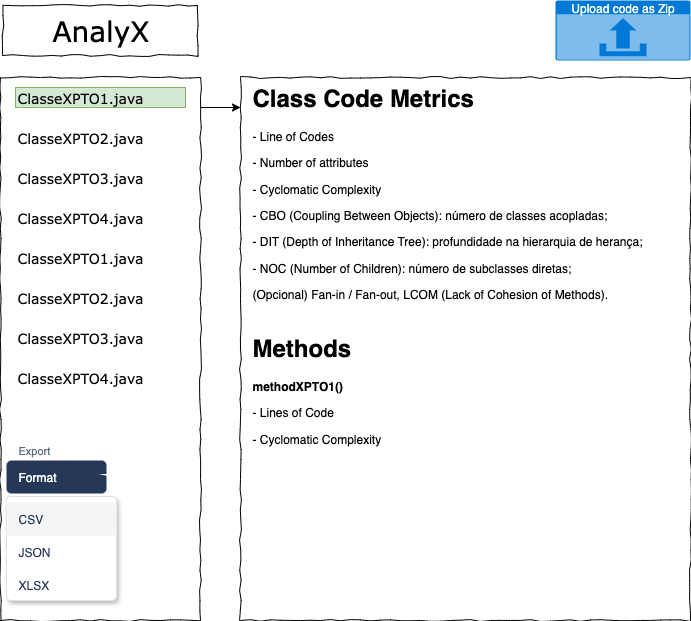 AnalyX
Upload code as Zip
ClasseXPTO1.java
ClasseXPTO2.java
ClasseXPTO3.java
ClasseXPTO4.java
ClasseXPTO1.java
ClasseXPTO2.java
ClasseXPTO3.java
ClasseXPTO4.java
Export
Format
CSV
JSON
XLSX
Class Code Metrics
- Line of Codes
- Number of attributes
- Cyclomatic Complexity
- CBO (Coupling Between Objects): número de classes acopladas;
- DIT (Depth of Inheritance Tree): profundidade na hierarquia de herança;
- NOC (Number of Children): número de subclasses diretas;
(Opcional) Fan-in / Fan-out, LCOM (Lack of Cohesion of Methods).
Methods
methodXPTO1()
- Lines of Code
- Cyclomatic Complexity